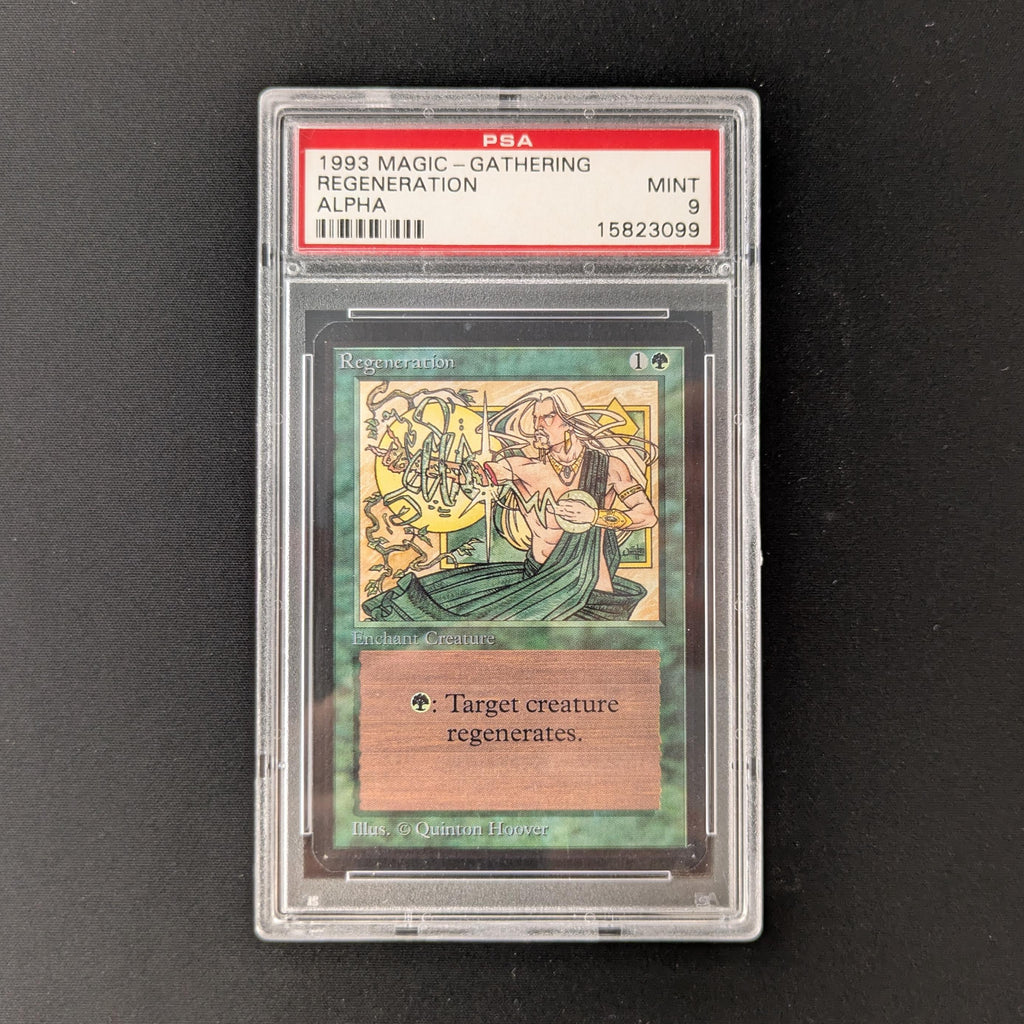 PSA
1993 MAGIC – GATHERING
REGENERATION MINT
ALPHA 9
15823099
Regeneration 1
Enchant Creature
: Target creature
regenerates.
Illus. © Quinton Hoover